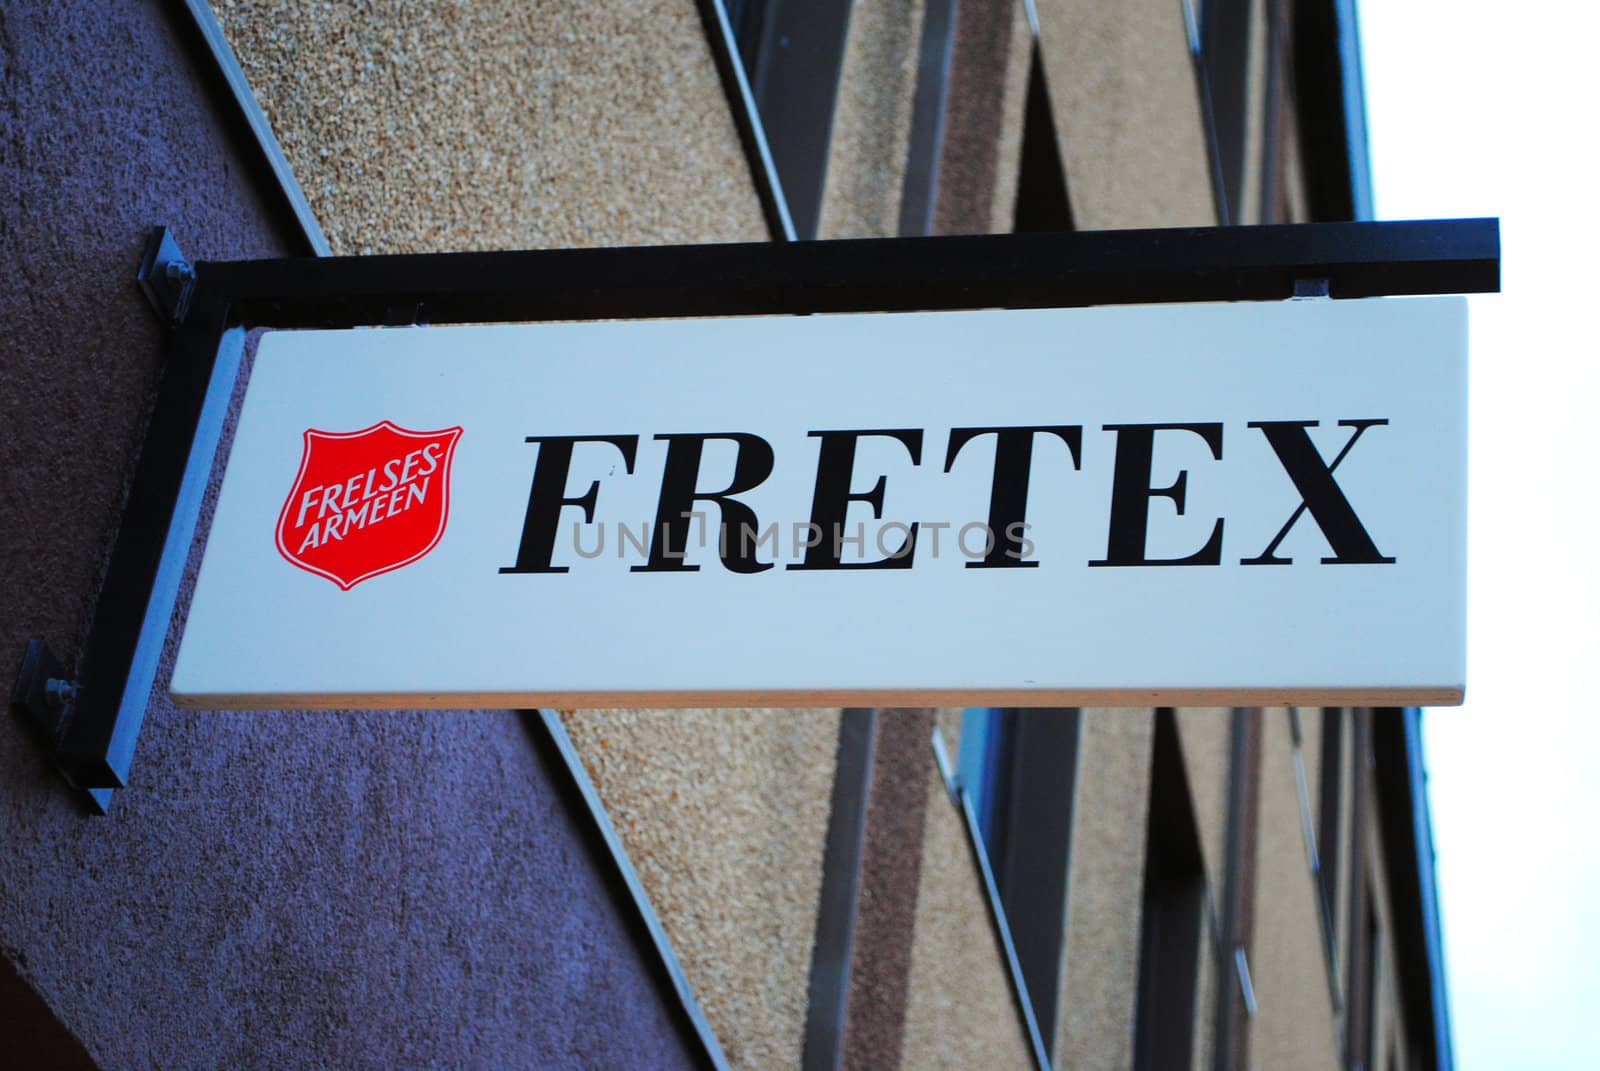 FRELSES-
ARMEEN
FRETEX
UNLIMPHOTOS